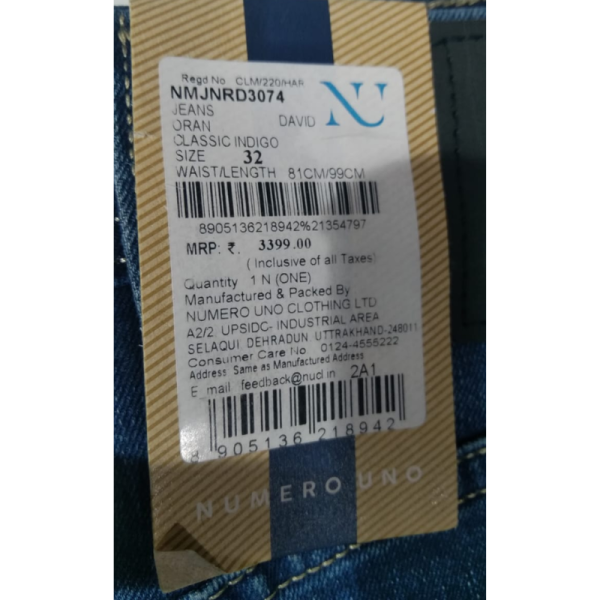 Regd No. CLM/220/HAR
NMJNRD3074
NU
JEANS
ORAN DAVID
CLASSIC INDIGO
SIZE 32
WAIST/LENGTH 81CM/99CM
8905136218942%21354797
MRP: ₹. 3399.00
( Inclusive of all Taxes)
Quantity 1 N (ONE)
Manufactured & Packed By
NUMERO UNO CLOTHING LTD
A2/2, UPSIDC- INDUSTRIAL AREA
SELAQUI DEHRADUN UTTRAKHAND-248011
Consumer Care No 0124-4555222
Address Same as Manufactured Address
E_mail feedback@nucl.in 2A1
8 905136 218942
NUMERO UNO